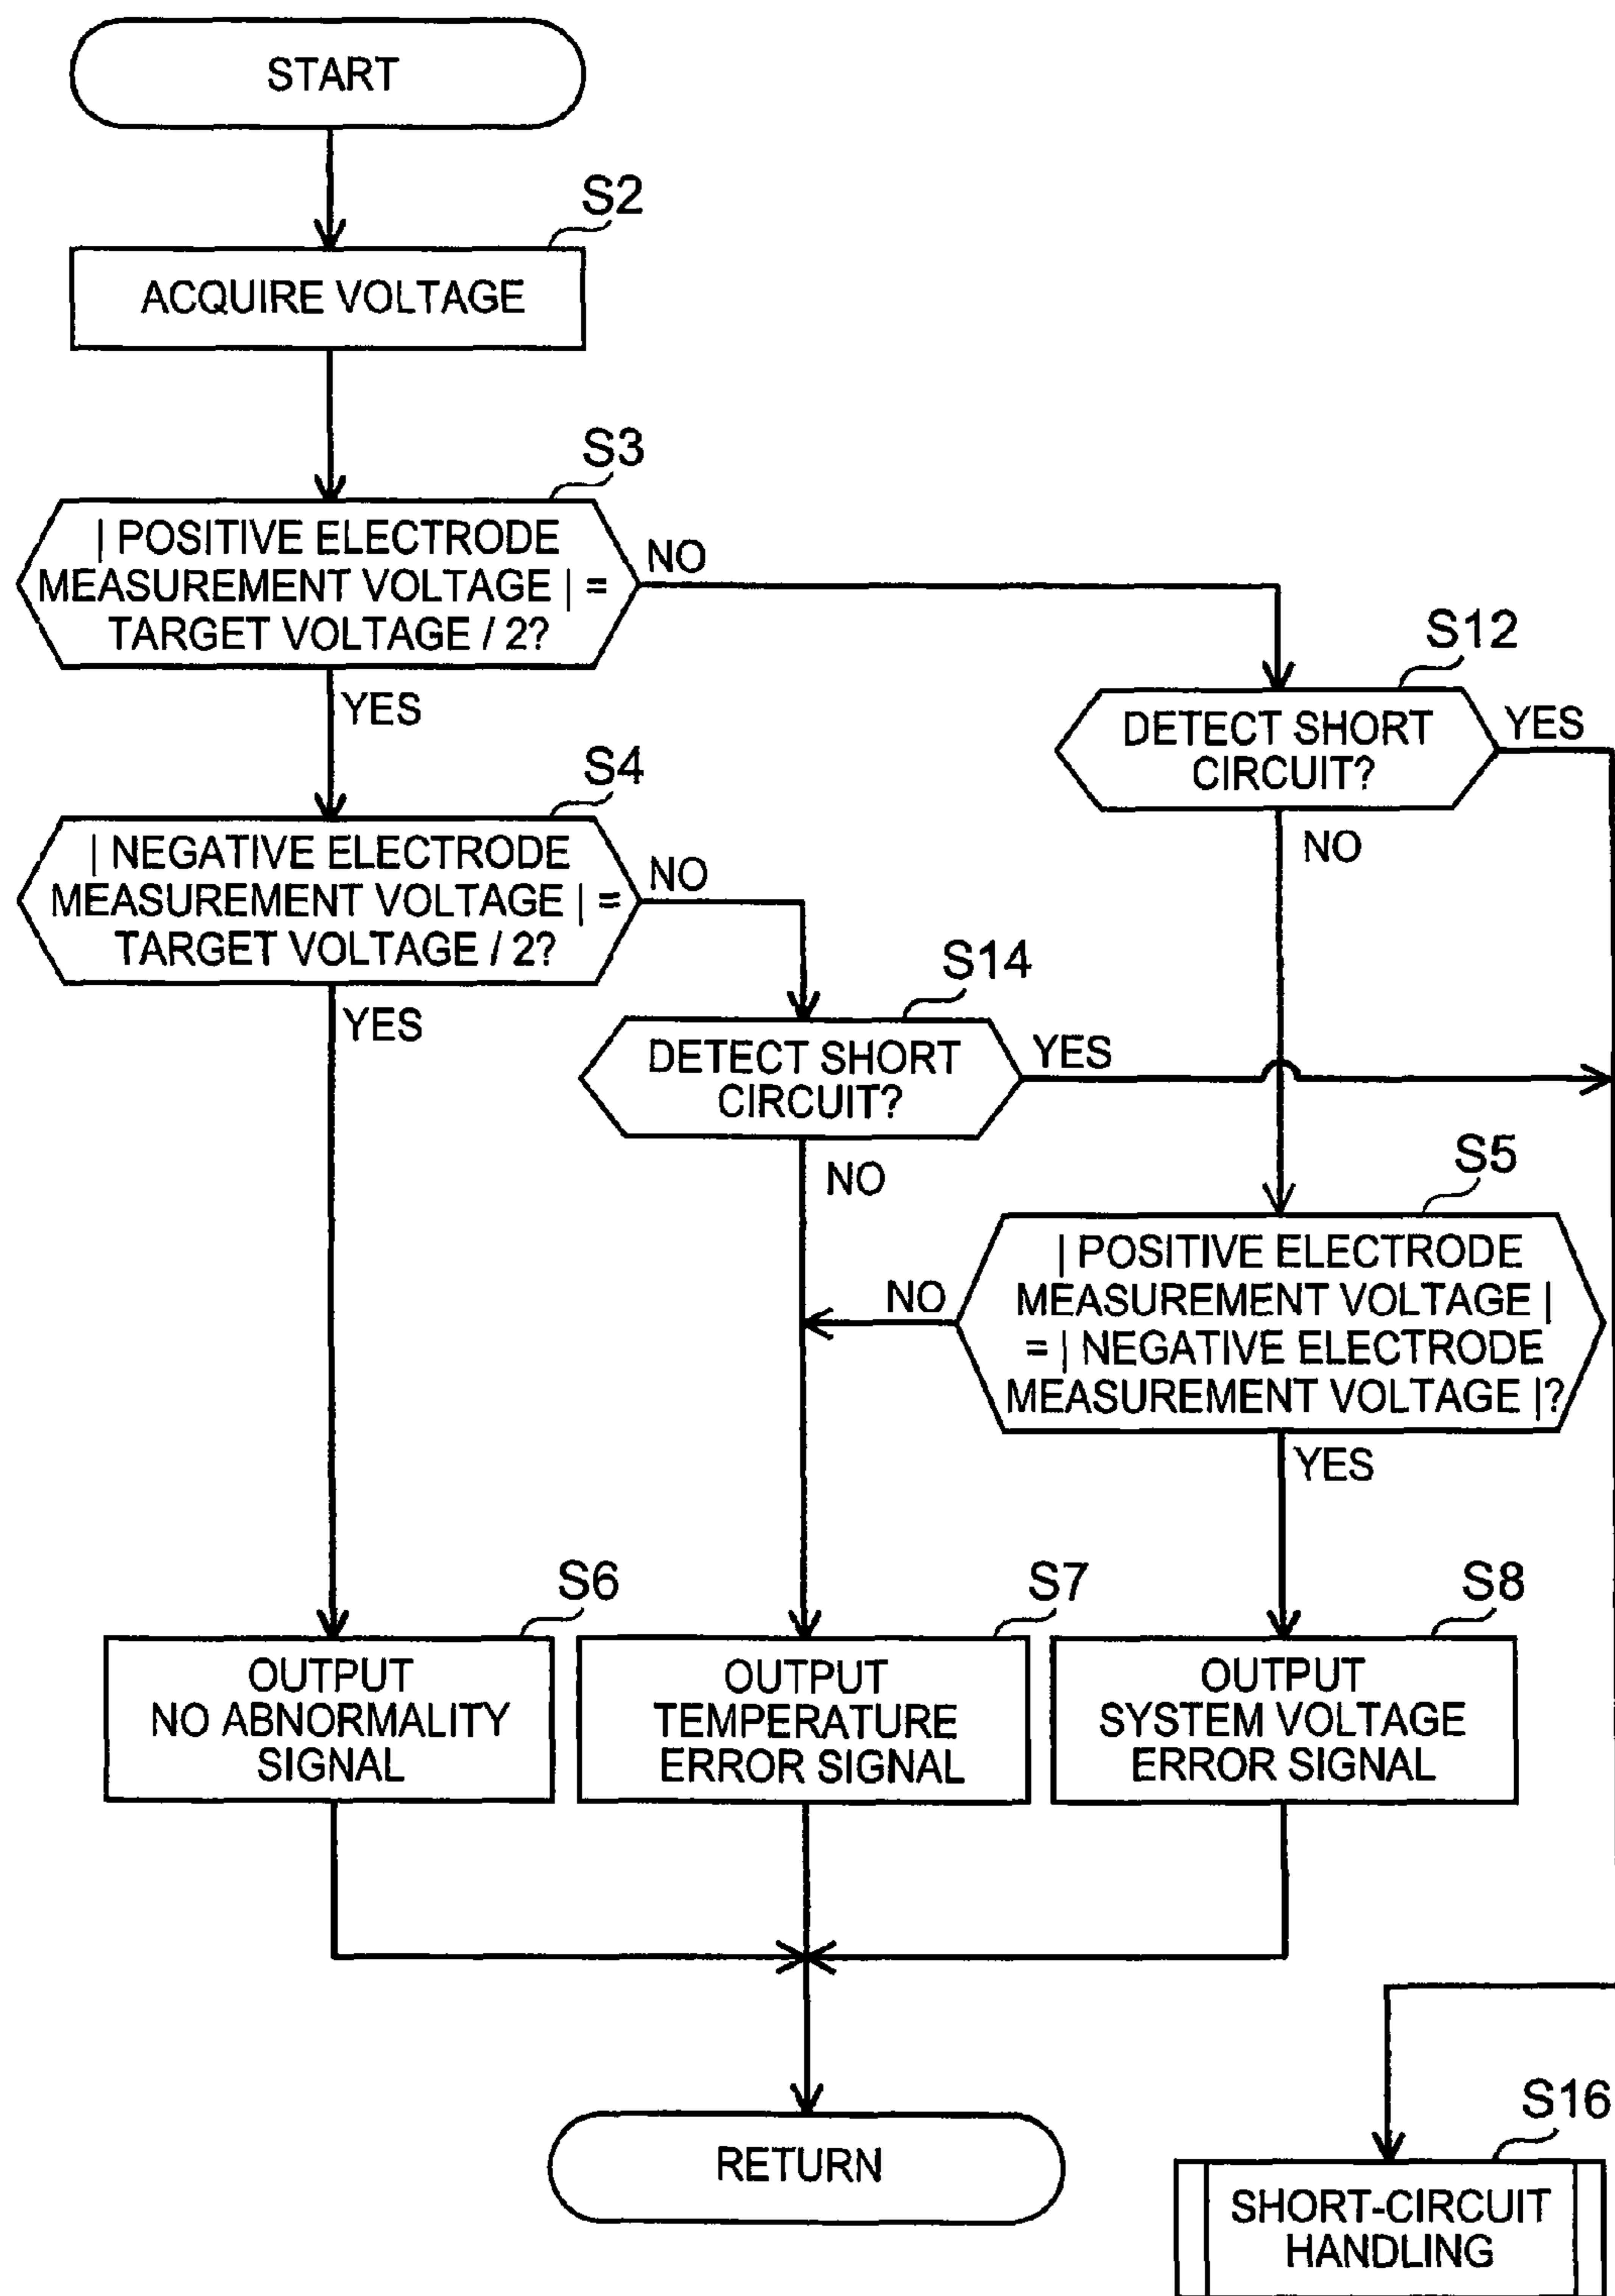 START
S2
ACQUIRE VOLTAGE
S3
| POSITIVE ELECTRODE
MEASUREMENT VOLTAGE | =
TARGET VOLTAGE / 2?
NO
YES
S12
DETECT SHORT
CIRCUIT?
YES
NO
S4
| NEGATIVE ELECTRODE
MEASUREMENT VOLTAGE | =
TARGET VOLTAGE / 2?
NO
YES
S14
DETECT SHORT
CIRCUIT?
YES
NO
S5
| POSITIVE ELECTRODE
MEASUREMENT VOLTAGE |
= | NEGATIVE ELECTRODE
MEASUREMENT VOLTAGE |?
NO
YES
S6
OUTPUT
NO ABNORMALITY
SIGNAL
S7
OUTPUT
TEMPERATURE
ERROR SIGNAL
S8
OUTPUT
SYSTEM VOLTAGE
ERROR SIGNAL
RETURN
S16
SHORT-CIRCUIT
HANDLING